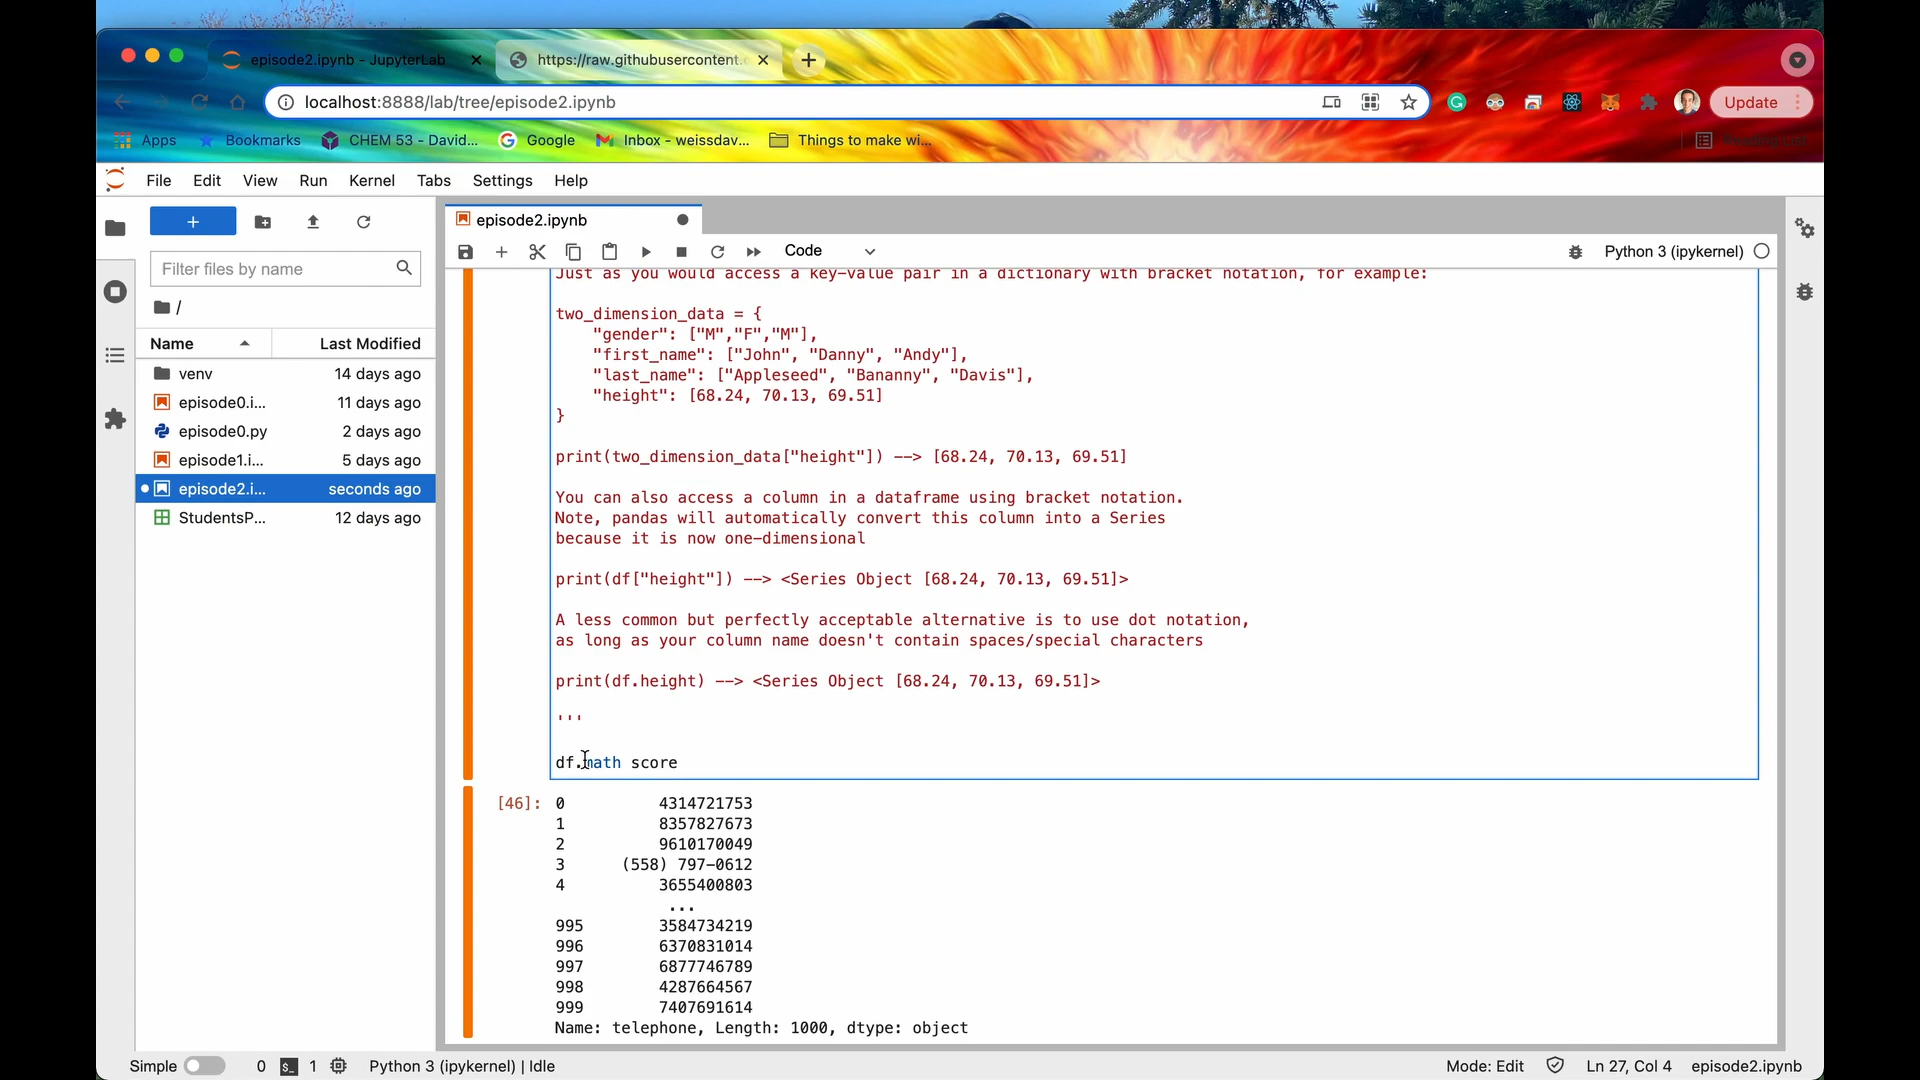 episode2.ipynb - JupyterLab
https://raw.githubusercontent.
localhost:8888/lab/tree/episode2.ipynb
Update
Apps
Bookmarks
CHEM 53 - David...
Google
Inbox - weissdav...
Things to make wi...
Reading List
File Edit View Run Kernel Tabs Settings Help
+
Filter files by name
/
Name Last Modified
venv 14 days ago
episode0.i... 11 days ago
episode0.py 2 days ago
episode1.i... 5 days ago
episode2.i... seconds ago
StudentsP... 12 days ago
episode2.ipynb
Code
Python 3 (ipykernel)
Just as you would access a key-value pair in a dictionary with bracket notation, for example:
two_dimension_data = {
"gender": ["M","F","M"],
"first_name": ["John", "Danny", "Andy"],
"last_name": ["Appleseed", "Bananny", "Davis"],
"height": [68.24, 70.13, 69.51]
}
print(two_dimension_data["height"]) --> [68.24, 70.13, 69.51]
You can also access a column in a dataframe using bracket notation.
Note, pandas will automatically convert this column into a Series
because it is now one-dimensional
print(df["height"]) --> <Series Object [68.24, 70.13, 69.51]>
A less common but perfectly acceptable alternative is to use dot notation,
as long as your column name doesn't contain spaces/special characters
print(df.height) --> <Series Object [68.24, 70.13, 69.51]>
'''
df.math score
[46]: 0 4314721753
1 8357827673
2 9610170049
3 (558) 797-0612
4 3655400803
...
995 3584734219
996 6370831014
997 6877746789
998 4287664567
999 7407691614
Name: telephone, Length: 1000, dtype: object
Simple 0 1 Python 3 (ipykernel) | Idle Mode: Edit Ln 27, Col 4 episode2.ipynb